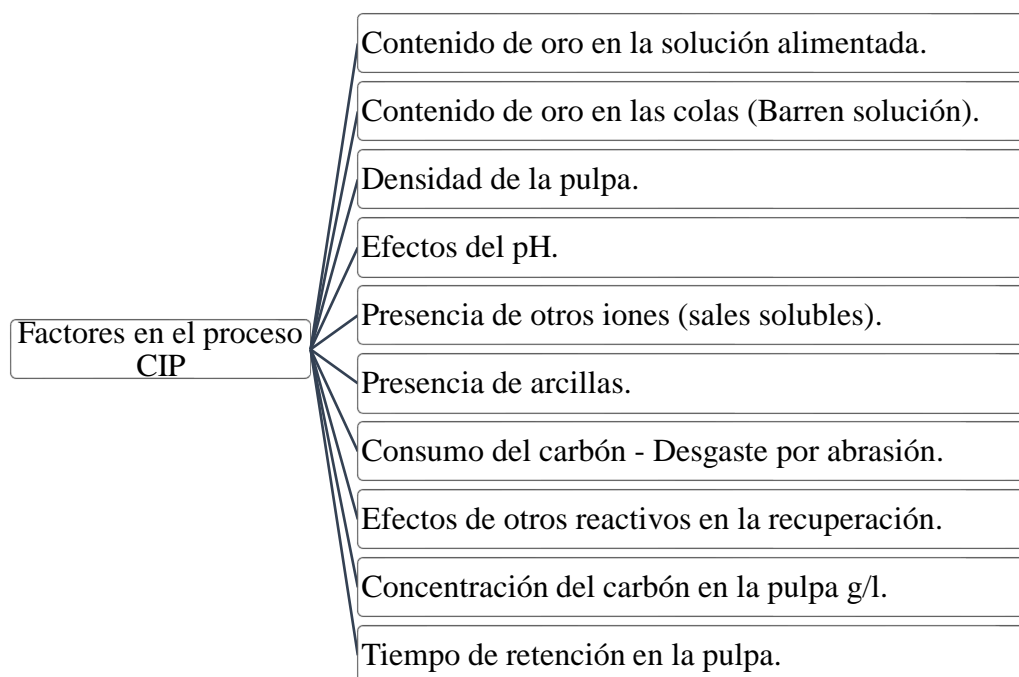 Contenido de oro en la solución alimentada.
Contenido de oro en las colas (Barren solución).
Densidad de la pulpa.
Efectos del pH.
Presencia de otros iones (sales solubles).
Factores en el proceso
CIP
Presencia de arcillas.
Consumo del carbón - Desgaste por abrasión.
Efectos de otros reactivos en la recuperación.
Concentración del carbón en la pulpa g/l.
Tiempo de retención en la pulpa.